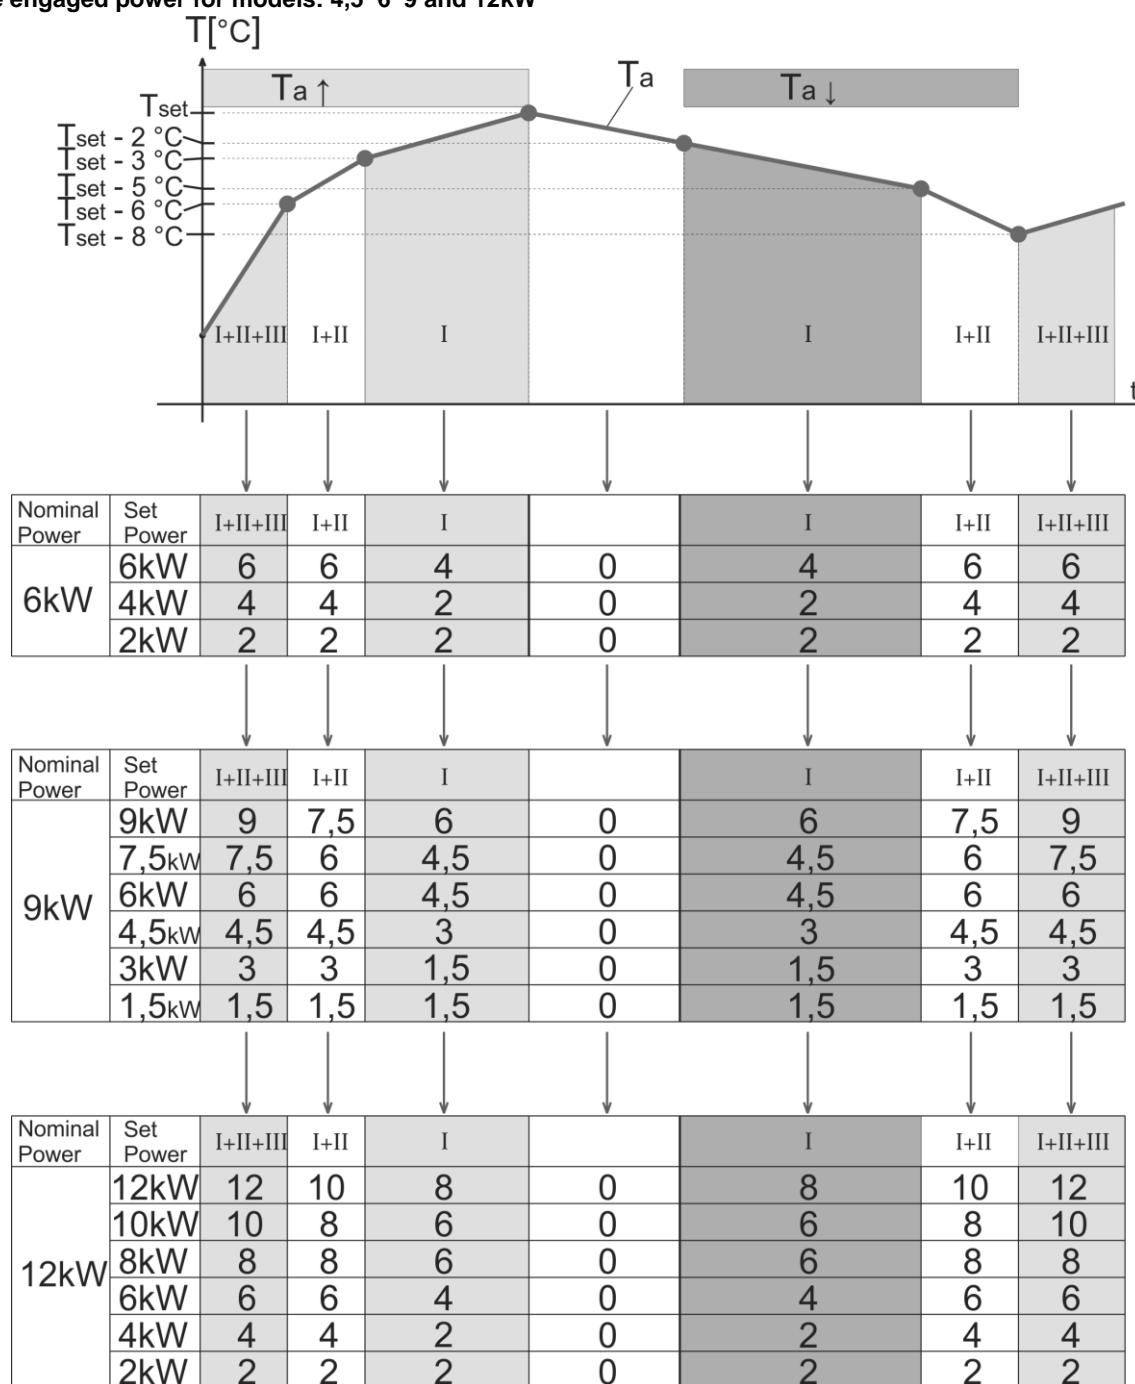 engaged power for models: 4,5 6 9 and 12kW
T[°C]
Ta ↑
Ta
Ta ↓
Tset
Tset - 2 °C
Tset - 3 °C
Tset - 5 °C
Tset - 6 °C
Tset - 8 °C
I+II+III I+II I I I+II I+II+III
t
Nominal Power Set Power I+II+III I+II I I I+II I+II+III
6kW
6kW 6 6 4 0 4 6 6
4kW 4 4 2 0 2 4 4
2kW 2 2 2 0 2 2 2
Nominal Power Set Power I+II+III I+II I I I+II I+II+III
9kW
9kW 9 7,5 6 0 6 7,5 9
7,5kW 7,5 6 4,5 0 4,5 6 7,5
6kW 6 6 4,5 0 4,5 6 6
4,5kW 4,5 4,5 3 0 3 4,5 4,5
3kW 3 3 1,5 0 1,5 3 3
1,5kW 1,5 1,5 1,5 0 1,5 1,5 1,5
Nominal Power Set Power I+II+III I+II I I I+II I+II+III
12kW
12kW 12 10 8 0 8 10 12
10kW 10 8 6 0 6 8 10
8kW 8 8 6 0 6 8 8
6kW 6 6 4 0 4 6 6
4kW 4 4 2 0 2 4 4
2kW 2 2 2 0 2 2 2